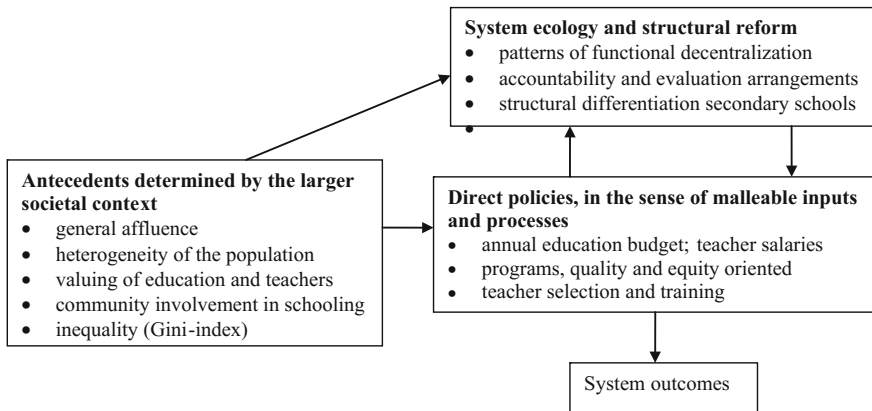 System ecology and structural reform
• patterns of functional decentralization
• accountability and evaluation arrangements
• structural differentiation secondary schools
•
Antecedents determined by the larger
societal context
• general affluence
• heterogeneity of the population
• valuing of education and teachers
• community involvement in schooling
• inequality (Gini-index)
Direct policies, in the sense of malleable inputs
and processes
• annual education budget; teacher salaries
• programs, quality and equity oriented
• teacher selection and training
System outcomes